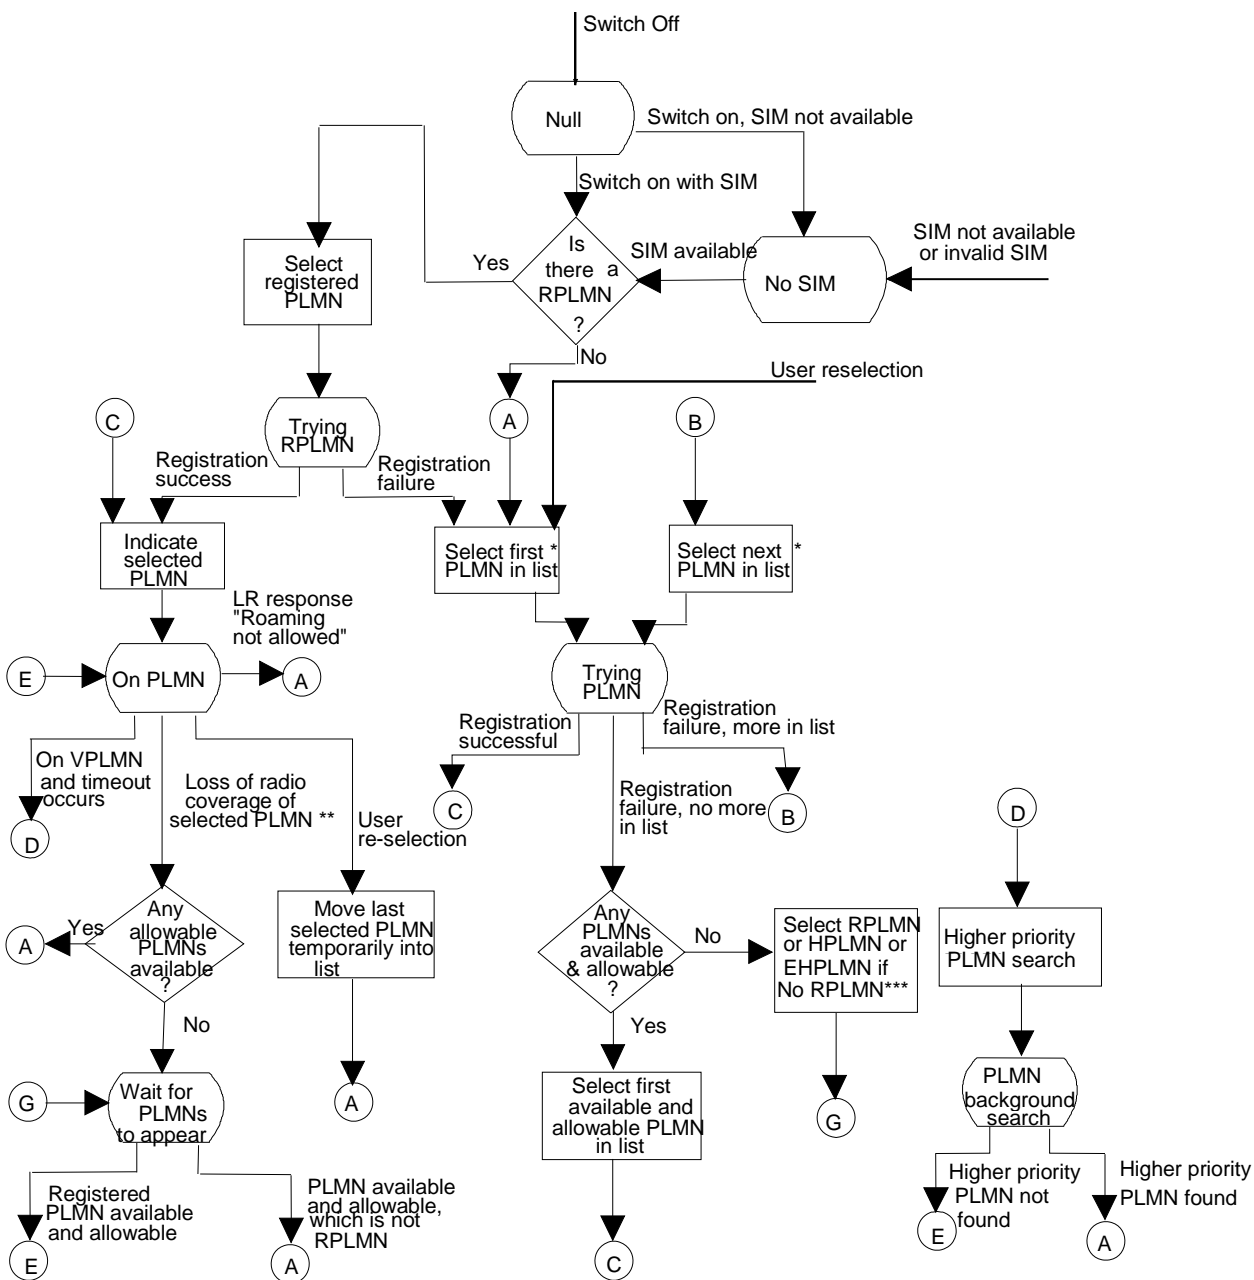 Switch Off
Null
Switch on, SIM not available
Switch on with SIM
Is
there a
RPLMN
?
Yes
SIM available
No SIM
SIM not available
or invalid SIM
Select
registered
PLMN
No
User reselection
C
Trying
RPLMN
A
B
Registration
success
Registration
failure
Indicate
selected
PLMN
Select first *
PLMN in list
Select next *
PLMN in list
LR response
"Roaming
not allowed"
E
On PLMN
A
Trying
PLMN
Registration
successful
Registration
failure, more in list
On VPLMN
and timeout
occurs
Loss of radio
coverage of
selected PLMN **
User
re-selection
C
Registration
failure, no more
in list
B
D
D
A
Yes
Any
allowable
PLMNs
available
?
Move last
selected PLMN
temporarily into
list
Any
PLMNs
available
& allowable
?
No
Select RPLMN
or HPLMN or
EHPLMN if
No RPLMN***
Higher priority
PLMN search
No
Yes
G
Wait for
PLMNs
to appear
A
Select first
available and
allowable PLMN
in list
G
PLMN
background
search
Registered
PLMN available
and allowable
PLMN available
and allowable,
which is not
RPLMN
Higher priority
PLMN not
found
Higher priority
PLMN found
E
A
C
E
A